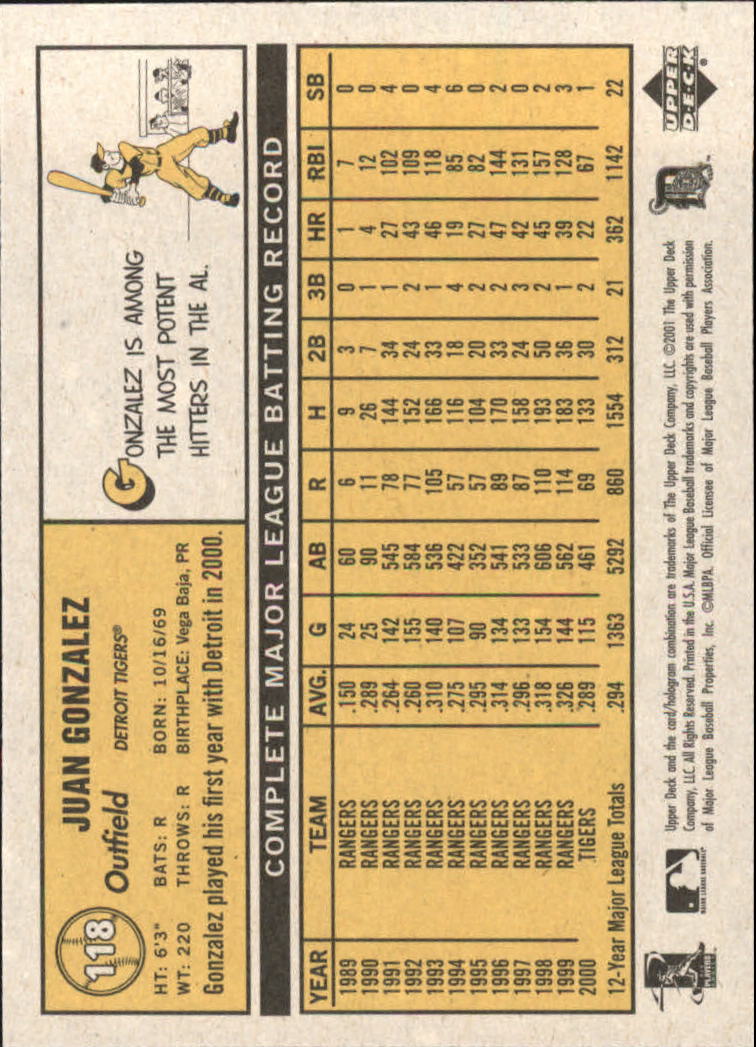 118
JUAN GONZALEZ
Outfield DETROIT TIGERS®
HT: 6'3" BATS: R BORN: 10/16/69
WT: 220 THROWS: R BIRTHPLACE: Vega Baja, PR
Gonzalez played his first year with Detroit in 2000.
GONZALEZ IS AMONG
THE MOST POTENT
HITTERS IN THE AL.
COMPLETE MAJOR LEAGUE BATTING RECORD
YEAR TEAM AVG. G AB R H 2B 3B HR RBI SB
1989 RANGERS .150 24 60 6 9 3 0 1 7 0
1990 RANGERS .289 25 90 11 26 7 1 4 12 0
1991 RANGERS .264 142 545 78 144 34 1 27 102 4
1992 RANGERS .260 155 584 77 152 24 2 43 109 0
1993 RANGERS .310 140 536 105 166 33 1 46 118 4
1994 RANGERS .275 107 422 57 116 18 4 19 85 6
1995 RANGERS .295 90 352 57 104 20 2 27 82 0
1996 RANGERS .314 134 541 89 170 33 2 47 144 2
1997 RANGERS .296 133 533 87 158 24 3 42 131 0
1998 RANGERS .318 154 606 110 193 50 2 45 157 2
1999 RANGERS .326 144 562 114 183 36 1 39 128 3
2000 TIGERS .289 115 461 69 133 30 2 22 67 1
12-Year Major League Totals .294 1363 5292 860 1554 312 21 362 1142 22
PLAYERS
MAJOR LEAGUE BASEBALL
Upper Deck and the card/hologram combination are trademarks of The Upper Deck Company, LLC. ©2001 The Upper Deck
Company, LLC. All Rights Reserved. Printed in the U.S.A. Major League Baseball trademarks and copyrights are used with permission
of Major League Baseball Properties, Inc. ©MLBPA. Official Licensee of Major League Baseball Players Association.
D
UPPER
DECK®